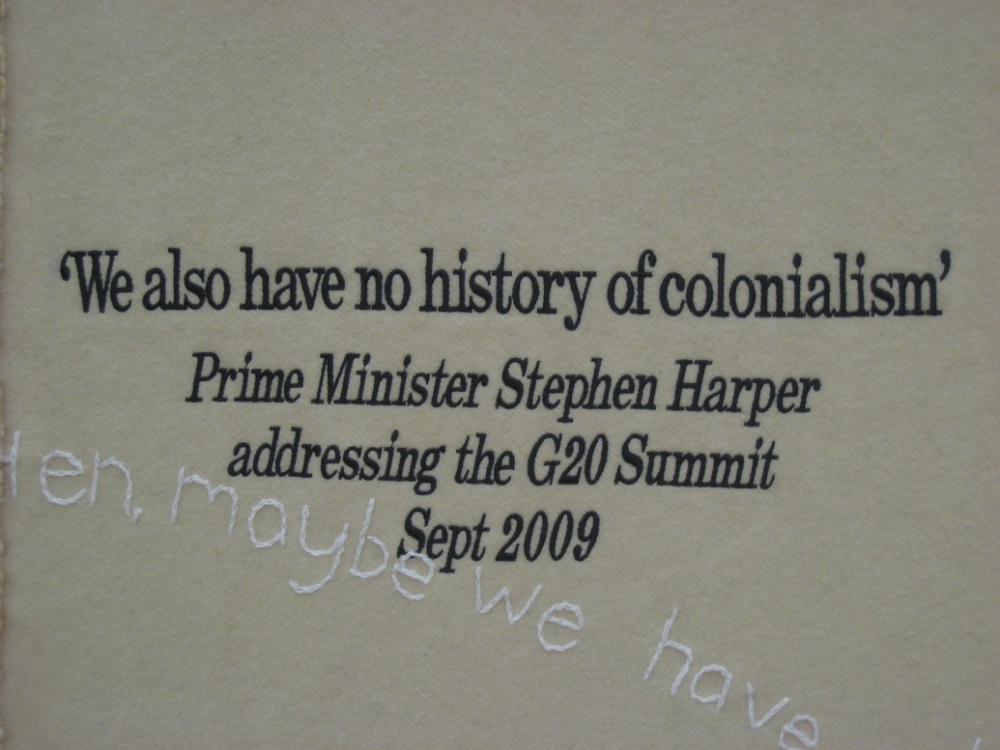 ‘We also have no history of colonialism’
Prime Minister Stephen Harper
addressing the G20 Summit
Sept 2009
maybe we have